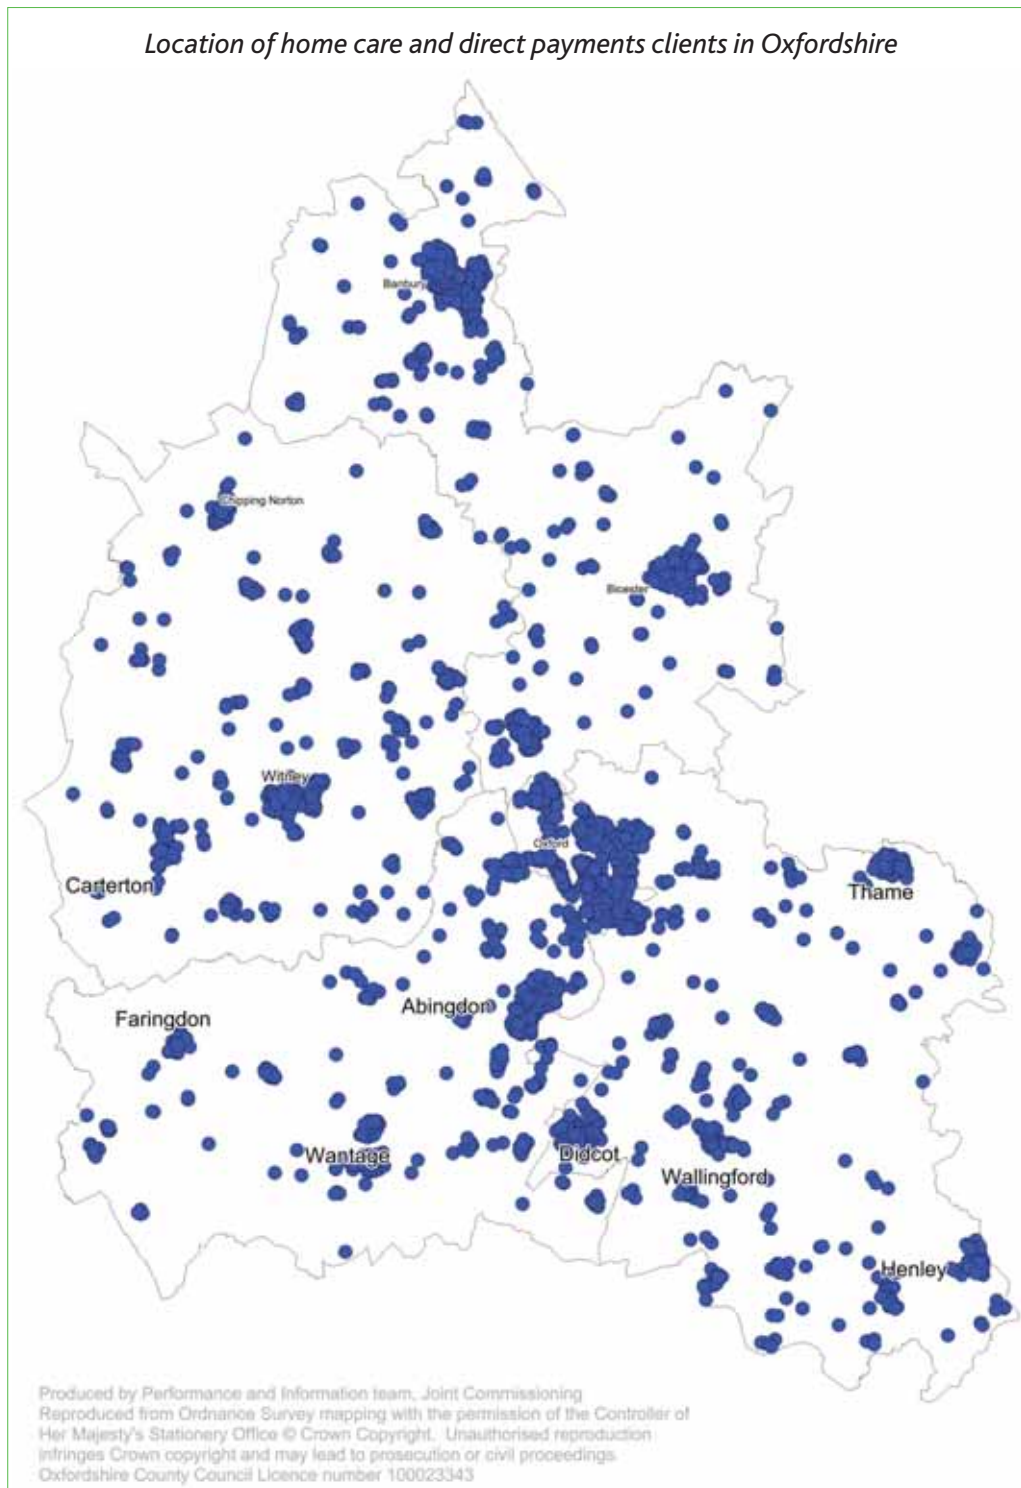 Location of home care and direct payments clients in Oxfordshire
Banbury
Chipping Norton
Bicester
Witney
Oxford
Carterton
Thame
Abingdon
Faringdon
Wantage
Didcot
Wallingford
Henley
Produced by Performance and Information team, Joint Commissioning
Reproduced from Ordnance Survey mapping with the permission of the Controller of
Her Majesty's Stationery Office © Crown Copyright. Unauthorised reproduction
infringes Crown copyright and may lead to prosecution or civil proceedings.
Oxfordshire County Council Licence number 100023343